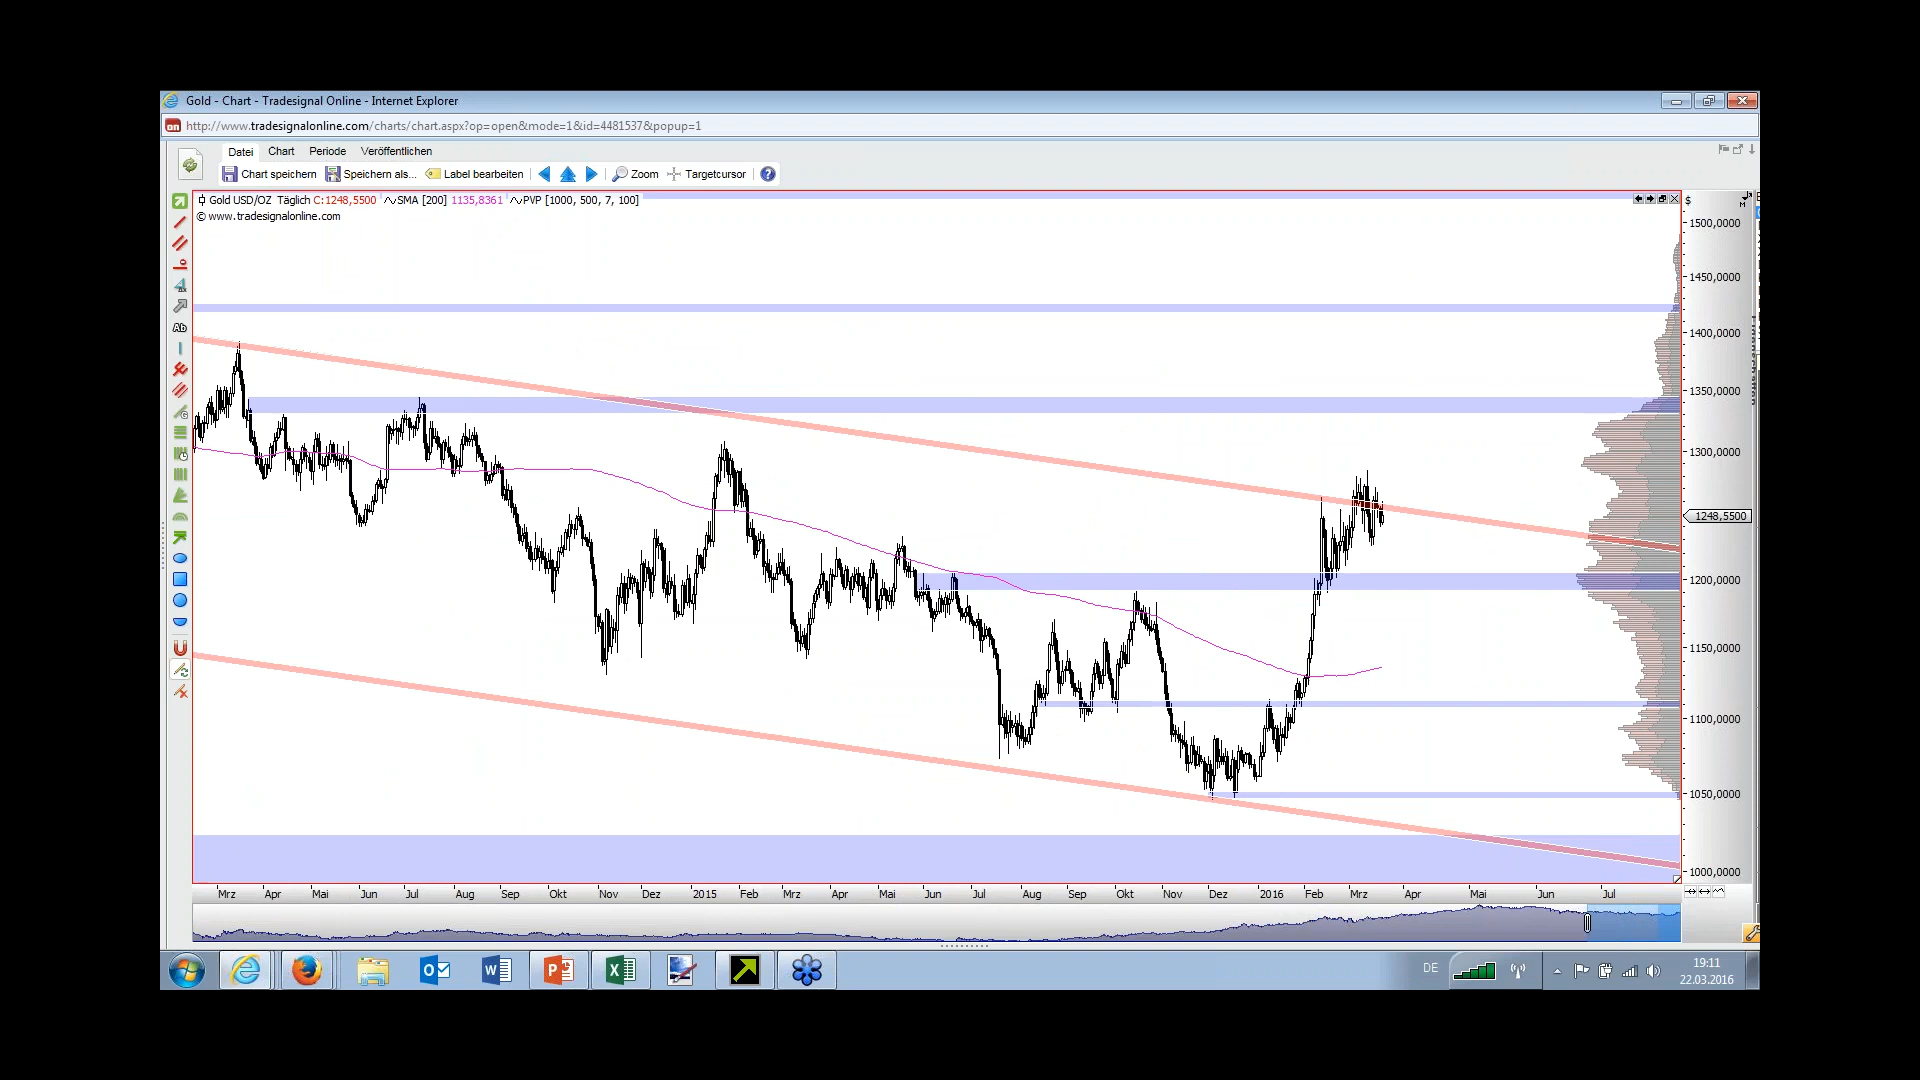 Gold - Chart - Tradesignal Online - Internet Explorer
on http://www.tradesignalonline.com/charts/chart.aspx?op=open&mode=1&id=4481537&popup=1
Datei Chart Periode Veröffentlichen
Chart speichern Speichern als... Label bearbeiten Zoom Targetcursor ?
Gold USD/OZ Täglich C:1248,5500 SMA [200] 1135,8361 PVP [1000, 500, 7, 100]
© www.tradesignalonline.com
$
1500,0000
1450,0000
Ab
1400,0000
1350,0000
1300,0000
1248,5500
1200,0000
1150,0000
1100,0000
1050,0000
1000,0000
Mrz Apr Mai Jun Jul Aug Sep Okt Nov Dez 2015 Feb Mrz Apr Mai Jun Jul Aug Sep Okt Nov Dez 2016 Feb Mrz Apr Mai Jun Jul
DE
19:11
22.03.2016